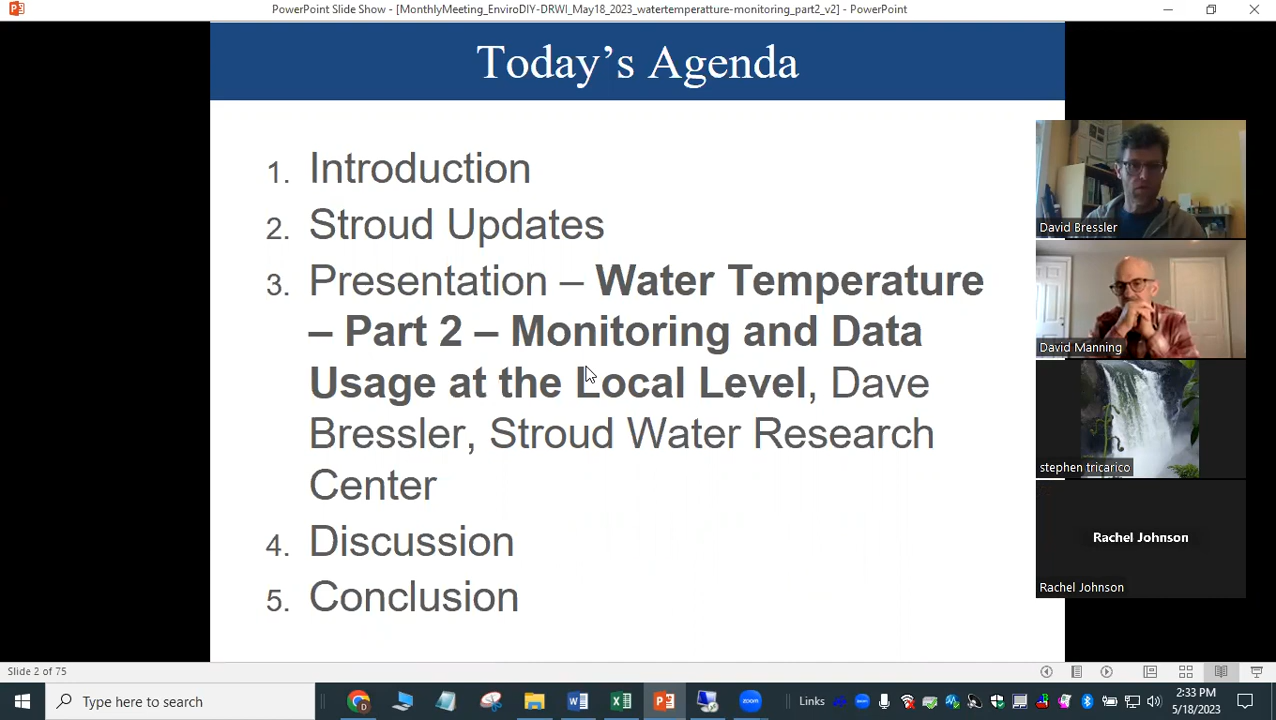 PowerPoint Slide Show - [MonthlyMeeting_EnviroDIY-DRWI_May18_2023_watertemperatture-monitoring_part2_v2] - PowerPoint
Today's Agenda
1. Introduction
2. Stroud Updates
3. Presentation – Water Temperature
– Part 2 – Monitoring and Data
Usage at the Local Level, Dave
Bressler, Stroud Water Research
Center
4. Discussion
5. Conclusion
David Bressler
David Manning
stephen tricarico
Rachel Johnson
Rachel Johnson
Slide 2 of 75
Type here to search
Links
2:33 PM
5/18/2023